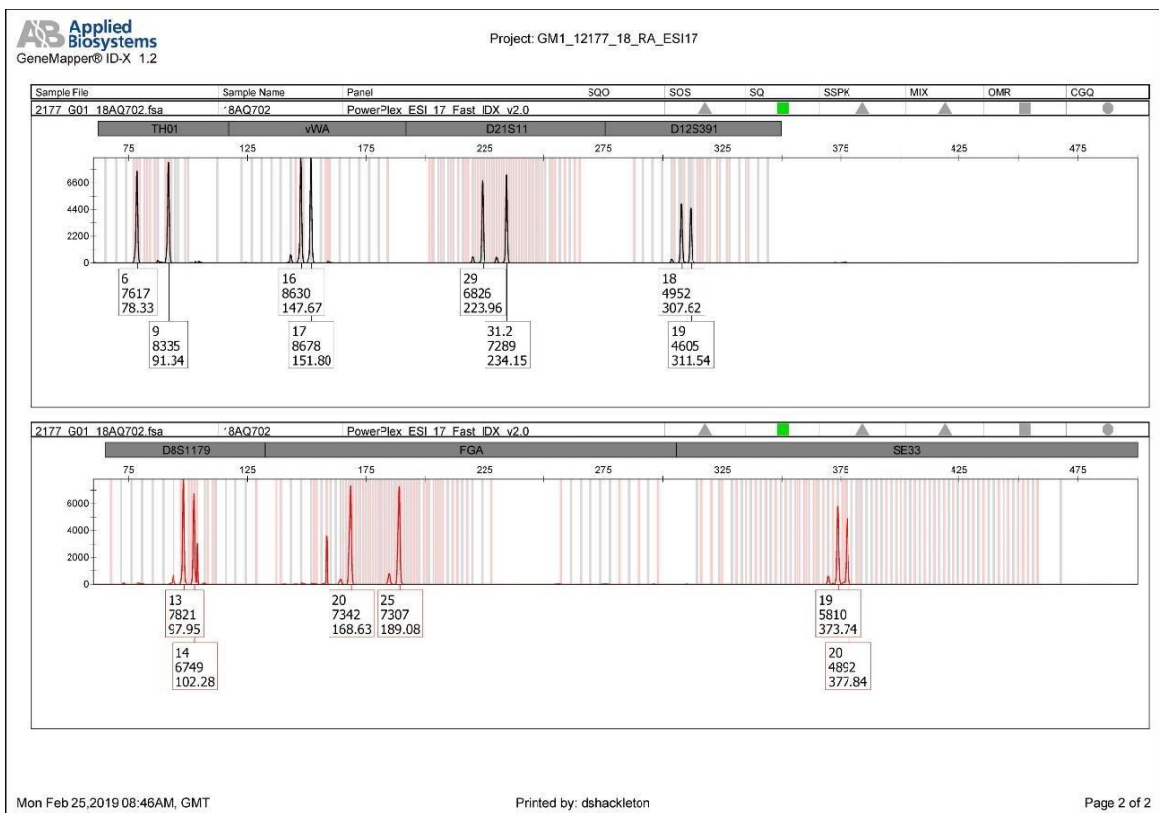 AB Applied
Biosystems
GeneMapper® ID-X 1.2
Project: GM1_12177_18_RA_ESI17
Sample File Sample Name Panel SQO SOS SQ SSPK MIX OMR CGQ
2177_G01_18AQ702.fsa 18AQ702 PowerPlex_ESI_17_Fast_IDX_v2.0
TH01 vWA D21S11 D12S391
75 125 175 225 275 325 375 425 475
6600
4400
2200
0
6 16 29 18
7617 8630 6826 4952
78.33 147.67 223.96 307.62
9 17 31.2 19
8335 8678 7289 4605
91.34 151.80 234.15 311.54
2177_G01_18AQ702.fsa 18AQ702 PowerPlex_ESI_17_Fast_IDX_v2.0
D8S1179 FGA SE33
75 125 175 225 275 325 375 425 475
6000
4000
2000
0
13 20 25 19
7821 7342 7307 5810
97.95 168.63 189.08 373.74
14 20
6749 4892
102.28 377.84
Mon Feb 25,2019 08:46AM, GMT Printed by: dshackleton Page 2 of 2